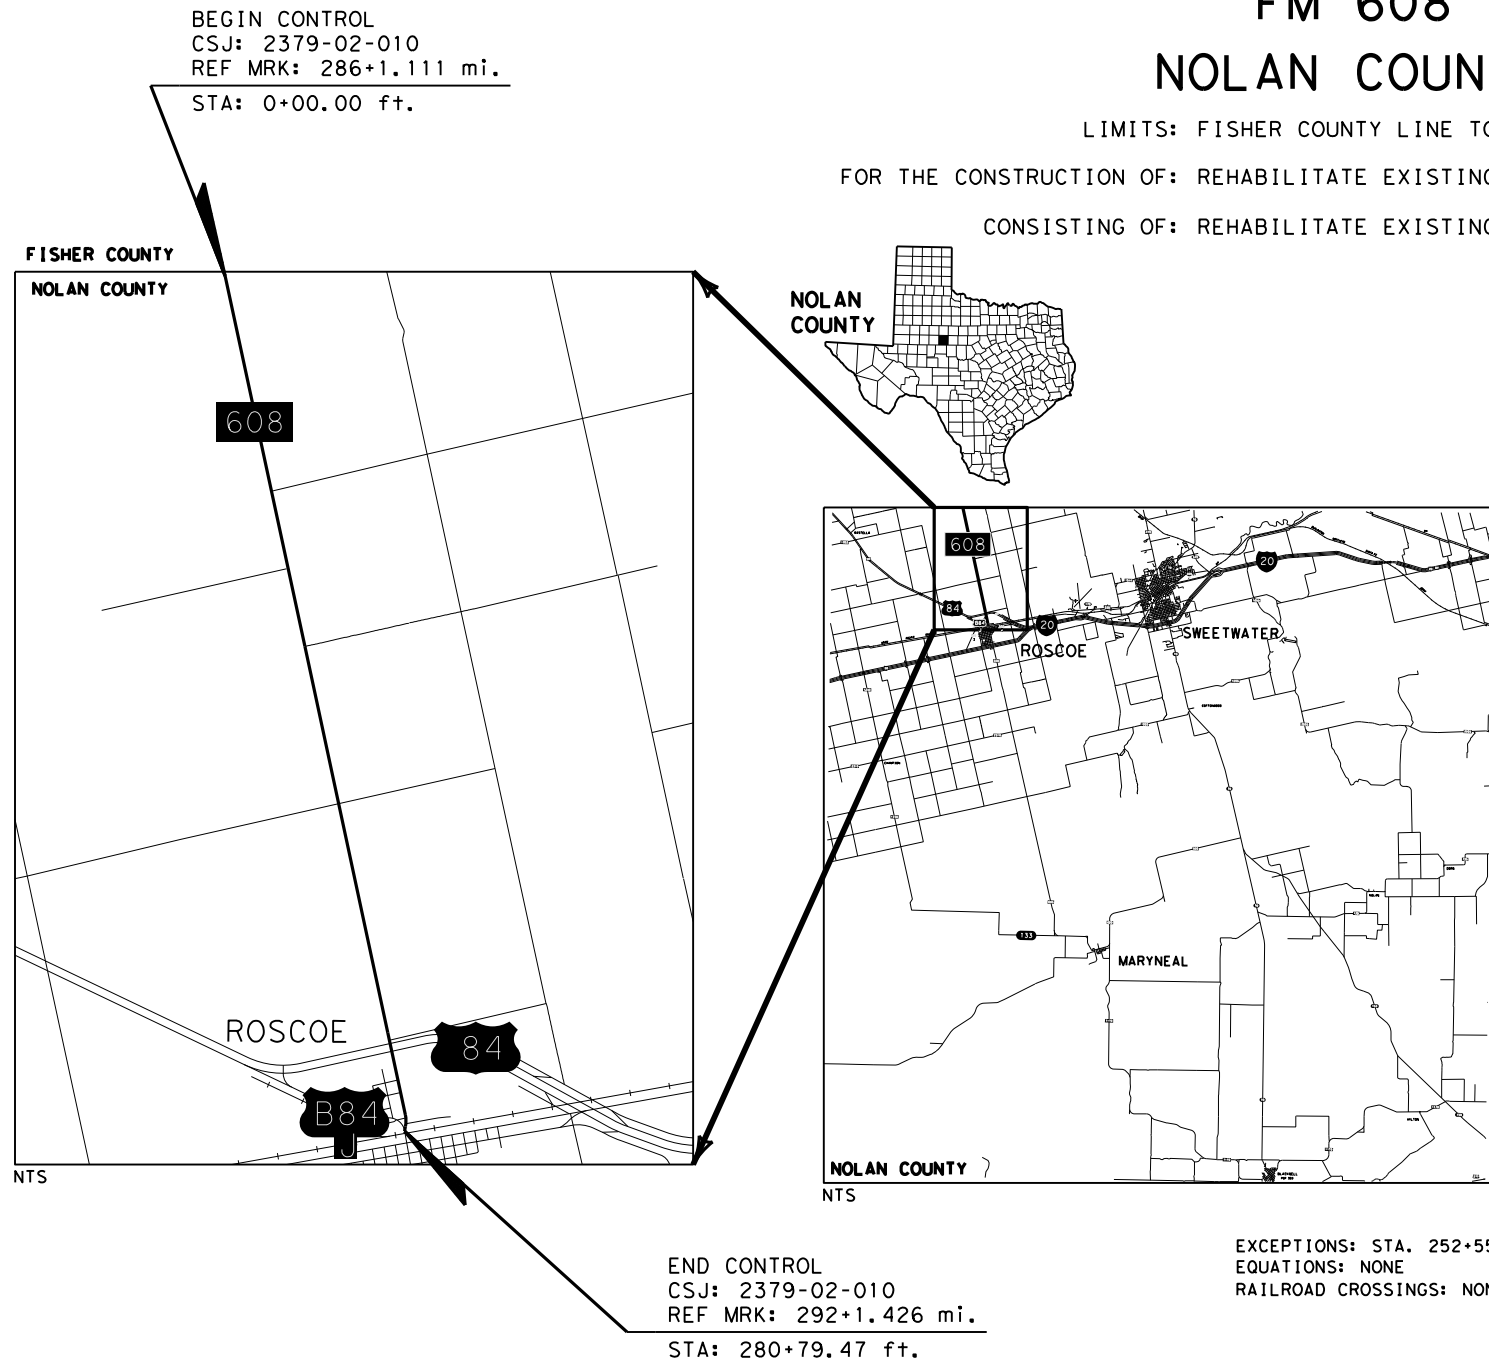 BEGIN CONTROL
CSJ: 2379-02-010
REF MRK: 286+1.111 mi.
STA: 0+00.00 ft.
FM 608
NOLAN COUN
LIMITS: FISHER COUNTY LINE TO
FOR THE CONSTRUCTION OF: REHABILITATE EXISTING
CONSISTING OF: REHABILITATE EXISTING
FISHER COUNTY
NOLAN COUNTY
608
ROSCOE
84
B84
J
NTS
NOLAN
COUNTY
608
84
20
20
ROSCOE
SWEETWATER
MARYNEAL
NOLAN COUNTY
NTS
END CONTROL
CSJ: 2379-02-010
REF MRK: 292+1.426 mi.
STA: 280+79.47 ft.
EXCEPTIONS: STA. 252+55
EQUATIONS: NONE
RAILROAD CROSSINGS: NON